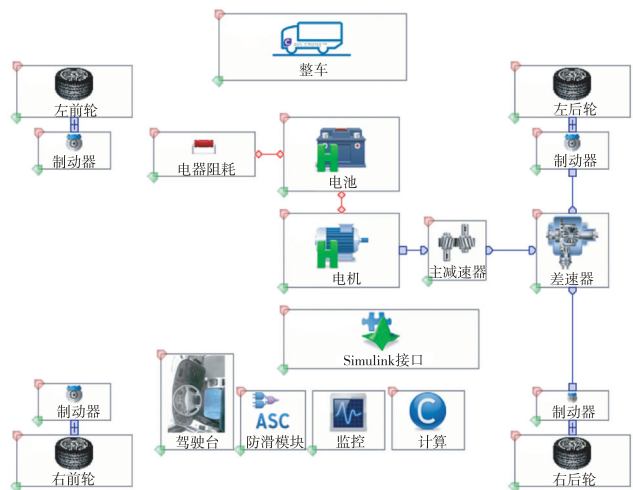 整车
左前轮
左后轮
制动器
电器阻耗
电池
制动器
电机
主减速器
差速器
Simulink接口
制动器
驾驶台
ASC
防滑模块
监控
C
计算
制动器
右前轮
右后轮